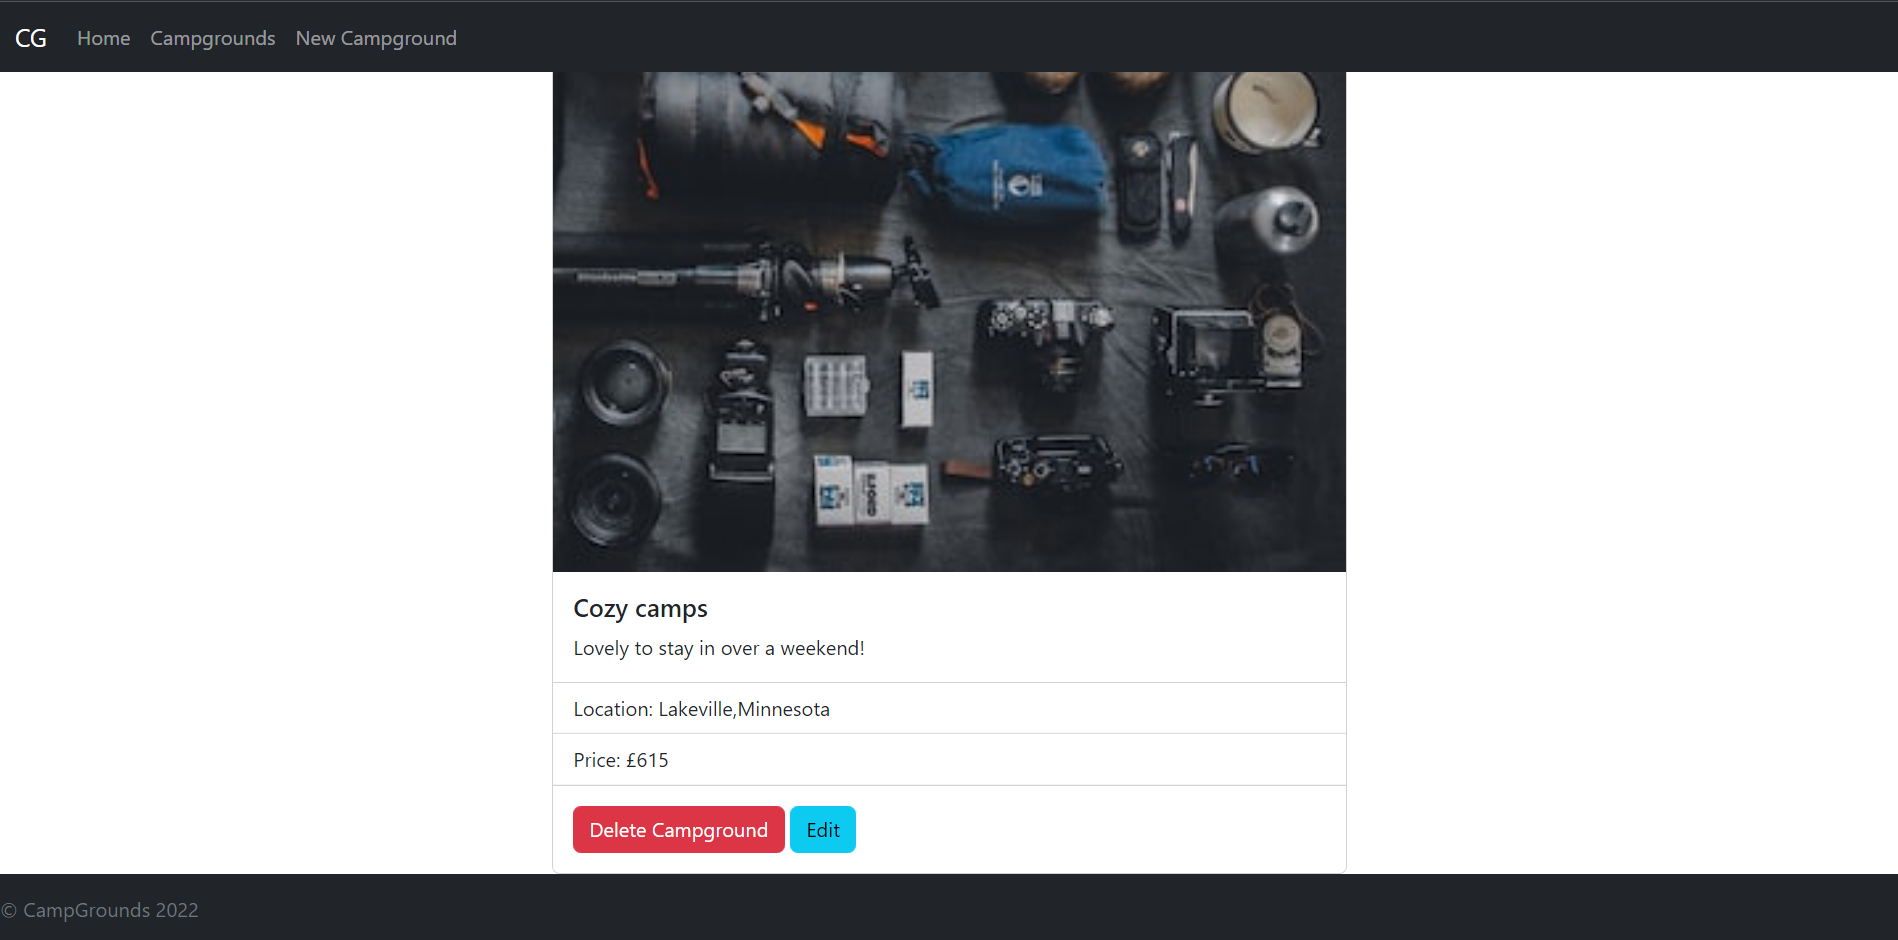 CG Home Campgrounds New Campground
Cozy camps
Lovely to stay in over a weekend!
Location: Lakeville,Minnesota
Price: £615
Delete Campground Edit
© CampGrounds 2022